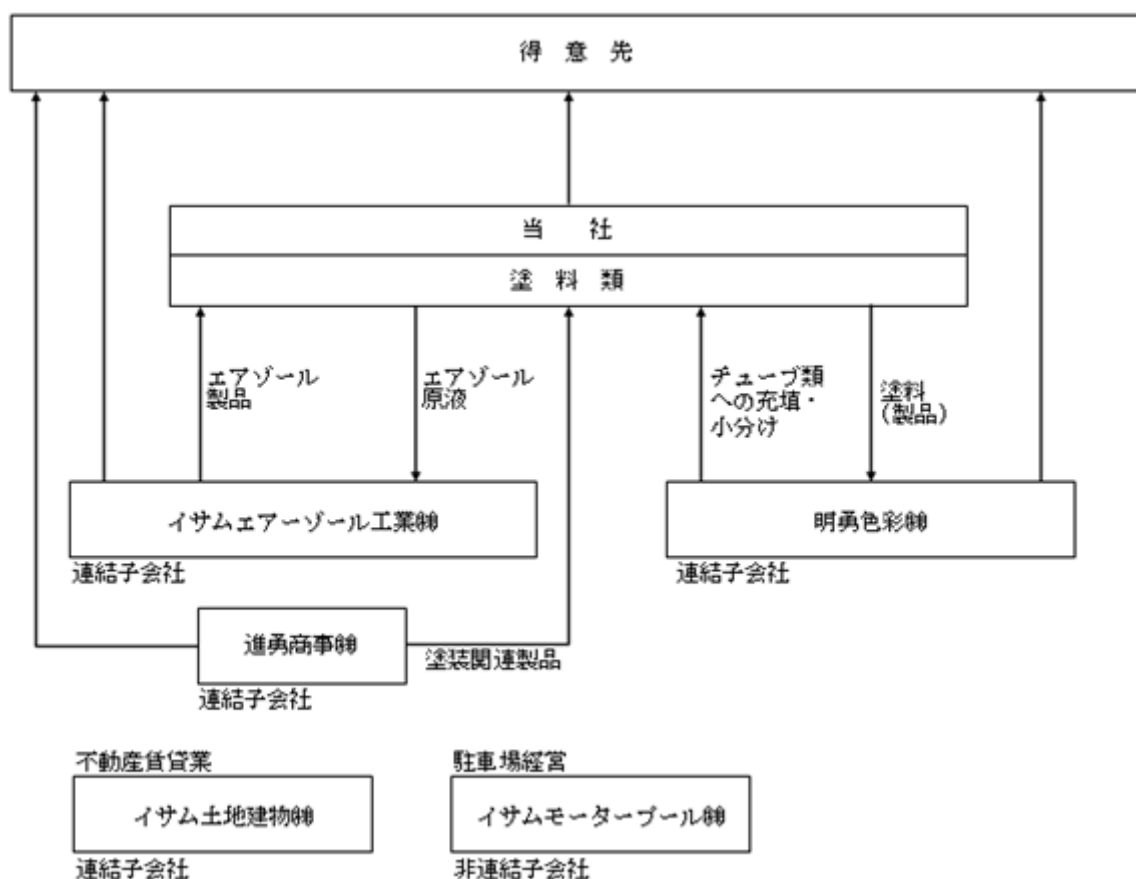 得意先
当社
塗料類
エアゾール
製品
エアゾール
原液
チューブ類
への充填・
小分け
塗料
(製品)
イサムエアーゾール工業㈱
明勇色彩㈱
連結子会社
連結子会社
進勇商事㈱
塗装関連製品
連結子会社
不動産賃貸業
駐車場経営
イサム土地建物㈱
イサムモータープール㈱
連結子会社
非連結子会社